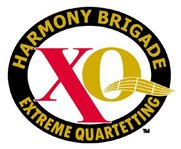 HARMONY BRIGADE
XQ
EXTREME QUARTETTING
TM